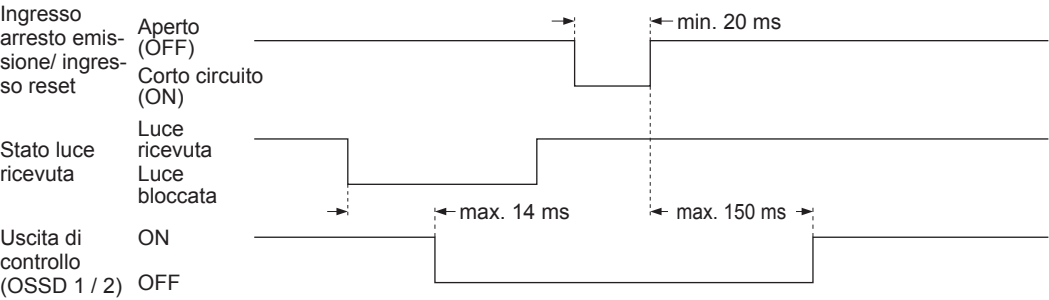 Ingresso
arresto emis-
sione/ ingres-
so reset
Aperto
(OFF)
Corto circuito
(ON)
min. 20 ms
Stato luce
ricevuta
Luce
ricevuta
Luce
bloccata
max. 14 ms
max. 150 ms
Uscita di
controllo
(OSSD 1 / 2)
ON
OFF